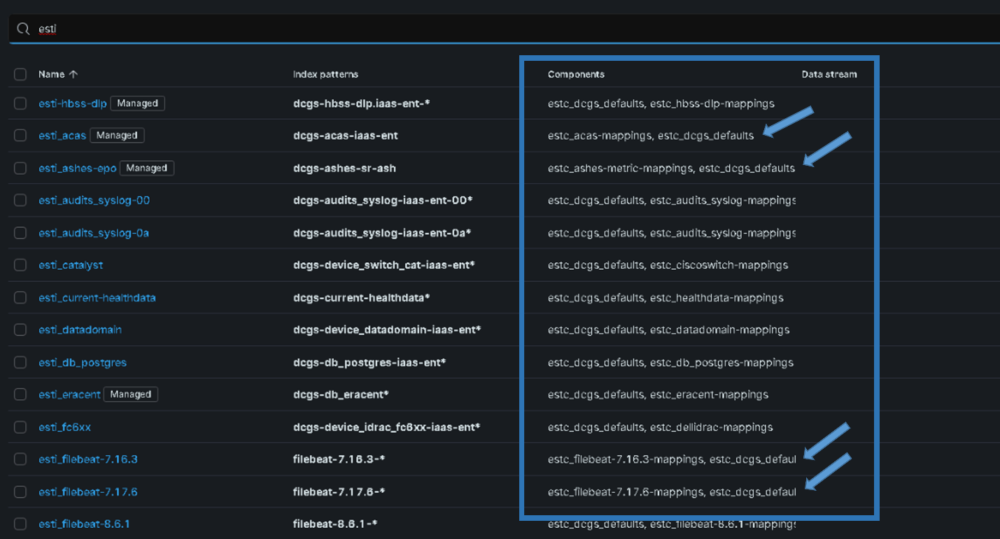 esti
Name ↑ Index patterns Components Data stream
esti-hbss-dlp Managed dcgs-hbss-dlp.iaas-ent-* estc_dcgs_defaults, estc_hbss-dlp-mappings
esti_acas Managed dcgs-acas-iaas-ent estc_acas-mappings, estc_dcgs_defaults
esti_ashes-epo Managed dcgs-ashes-sr-ash estc_ashes-metric-mappings, estc_dcgs_defaults
esti_audits_syslog-00 dcgs-audits_syslog-iaas-ent-00* estc_dcgs_defaults, estc_audits_syslog-mappings
esti_audits_syslog-0a dcgs-audits_syslog-iaas-ent-0a* estc_dcgs_defaults, estc_audits_syslog-mappings
esti_catalyst dcgs-device_switch_cat-iaas-ent* estc_dcgs_defaults, estc_ciscoswitch-mappings
esti_current-healthdata dcgs-current-healthdata* estc_dcgs_defaults, estc_healthdata-mappings
esti_datadomain dcgs-device_datadomain-iaas-ent* estc_dcgs_defaults, estc_datadomain-mappings
esti_db_postgres dcgs-db_postgres-iaas-ent* estc_dcgs_defaults, estc_db_postgres-mappings
esti_eracent Managed dcgs-db_eracent* estc_dcgs_defaults, estc_eracent-mappings
esti_fc6xx dcgs-device_idrac_fc6xx-iaas-ent* estc_dcgs_defaults, estc_dellidrac-mappings
esti_filebeat-7.16.3 filebeat-7.16.3-* estc_filebeat-7.16.3-mappings, estc_dcgs_defaul
esti_filebeat-7.17.6 filebeat-7.17.6-* estc_filebeat-7.17.6-mappings, estc_dcgs_defaul
esti_filebeat-8.6.1 filebeat-8.6.1-* estc_dcgs_defaults, estc_filebeat-8.6.1-mappings